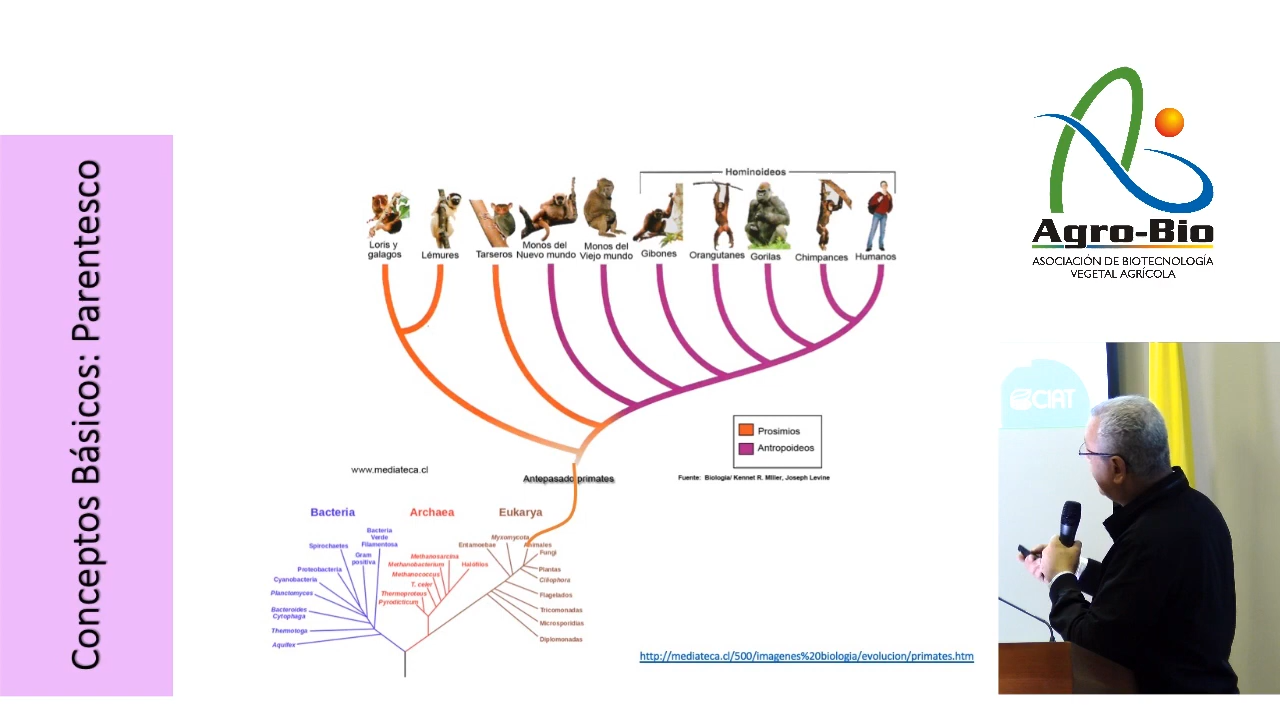 Conceptos Básicos: Parentesco
Hominoideos
Loris y
galagos
Lémures
Tarseros
Monos del
Nuevo mundo
Monos del
Viejo mundo
Gibones
Orangutanes
Gorilas
Chimpances
Humanos
Prosimios
Antropoideos
www.mediateca.cl
Antepasado primates
Fuente: Biologia/ Kennet R. Miller, Joseph Levine
Bacteria
Archaea
Eukarya
Spirochaetes
Bacteria
Verde
Filamentosa
Gram
positiva
Proteobacteria
Cyanobacteria
Planctomyces
Bacteroides
Cytophaga
Thermotoga
Aquifex
Methanosarcina
Methanobacterium
Halófilos
Methanococcus
T. celer
Thermoproteus
Pyrodicticum
Entamoebae
Myxomycota
Animales
Fungi
Plantas
Ciliophora
Flagelados
Tricomonadas
Microsporidias
Diplomonadas
http://mediateca.cl/500/imagenes%20biologia/evolucion/primates.htm
Agro-Bio
ASOCIACIÓN DE BIOTECNOLOGÍA
VEGETAL AGRÍCOLA
CIAT